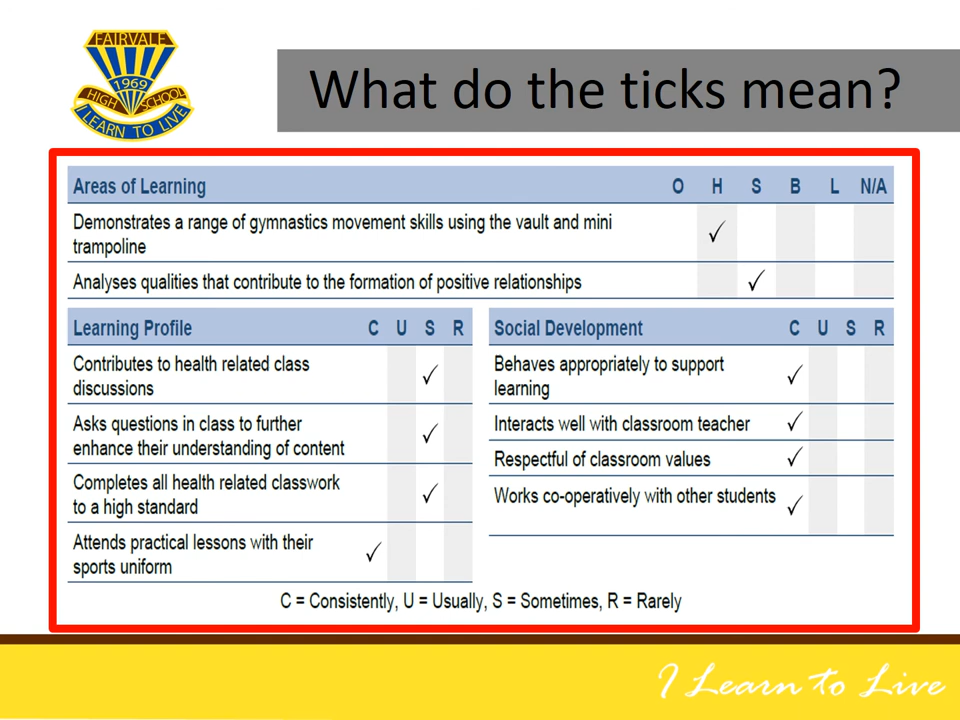 FAIRVALE
1969
HIGH SCHOOL
I LEARN TO LIVE
What do the ticks mean?
Areas of Learning O H S B L N/A
Demonstrates a range of gymnastics movement skills using the vault and mini
trampoline ✓
Analyses qualities that contribute to the formation of positive relationships ✓
Learning Profile C U S R
Contributes to health related class
discussions ✓
Asks questions in class to further
enhance their understanding of content ✓
Completes all health related classwork
to a high standard ✓
Attends practical lessons with their
sports uniform ✓
Social Development C U S R
Behaves appropriately to support
learning ✓
Interacts well with classroom teacher ✓
Respectful of classroom values ✓
Works co-operatively with other students ✓
C = Consistently, U = Usually, S = Sometimes, R = Rarely
I Learn to Live